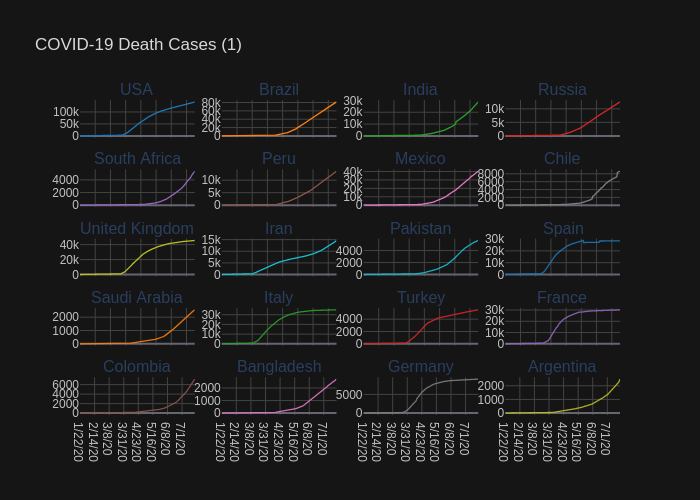 COVID-19 Death Cases (1)
USA Brazil India Russia
100k 50k 0
80k 60k 40k 20k 0
30k 20k 10k 0
10k 5k 0
South Africa Peru Mexico Chile
4000 2000 0
10k 5k 0
40k 30k 20k 10k 0
8000 6000 4000 2000 0
United Kingdom Iran Pakistan Spain
40k 20k 0
15k 10k 5k 0
4000 2000 0
30k 20k 10k 0
Saudi Arabia Italy Turkey France
2000 1000 0
30k 20k 10k 0
4000 2000 0
30k 20k 10k 0
Colombia Bangladesh Germany Argentina
6000 4000 2000 0
2000 1000 0
5000 0
2000 1000 0
1/22/20 2/14/20 3/8/20 3/31/20 4/23/20 5/16/20 6/8/20 7/1/20
1/22/20 2/14/20 3/8/20 3/31/20 4/23/20 5/16/20 6/8/20 7/1/20
1/22/20 2/14/20 3/8/20 3/31/20 4/23/20 5/16/20 6/8/20 7/1/20
1/22/20 2/14/20 3/8/20 3/31/20 4/23/20 5/16/20 6/8/20 7/1/20